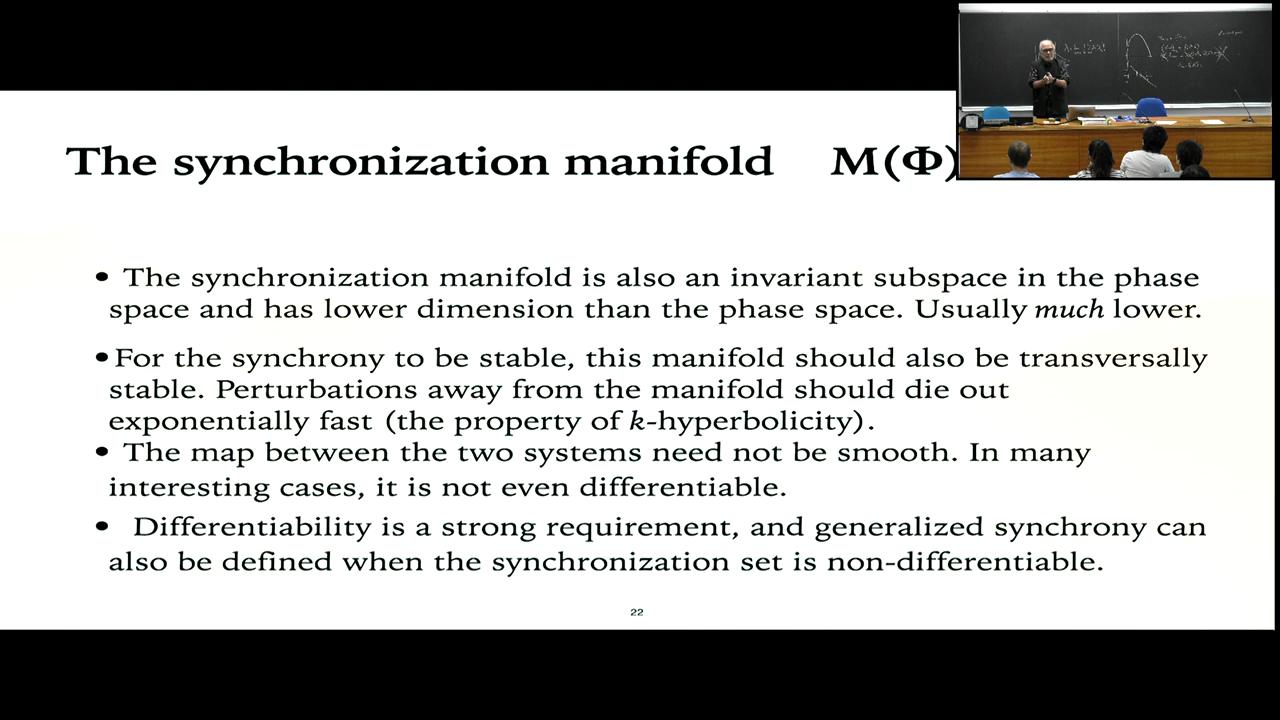 The synchronization manifold M(Φ)
• The synchronization manifold is also an invariant subspace in the phase
space and has lower dimension than the phase space. Usually much lower.
• For the synchrony to be stable, this manifold should also be transversally
stable. Perturbations away from the manifold should die out
exponentially fast (the property of k-hyperbolicity).
• The map between the two systems need not be smooth. In many
interesting cases, it is not even differentiable.
• Differentiability is a strong requirement, and generalized synchrony can
also be defined when the synchronization set is non-differentiable.
22